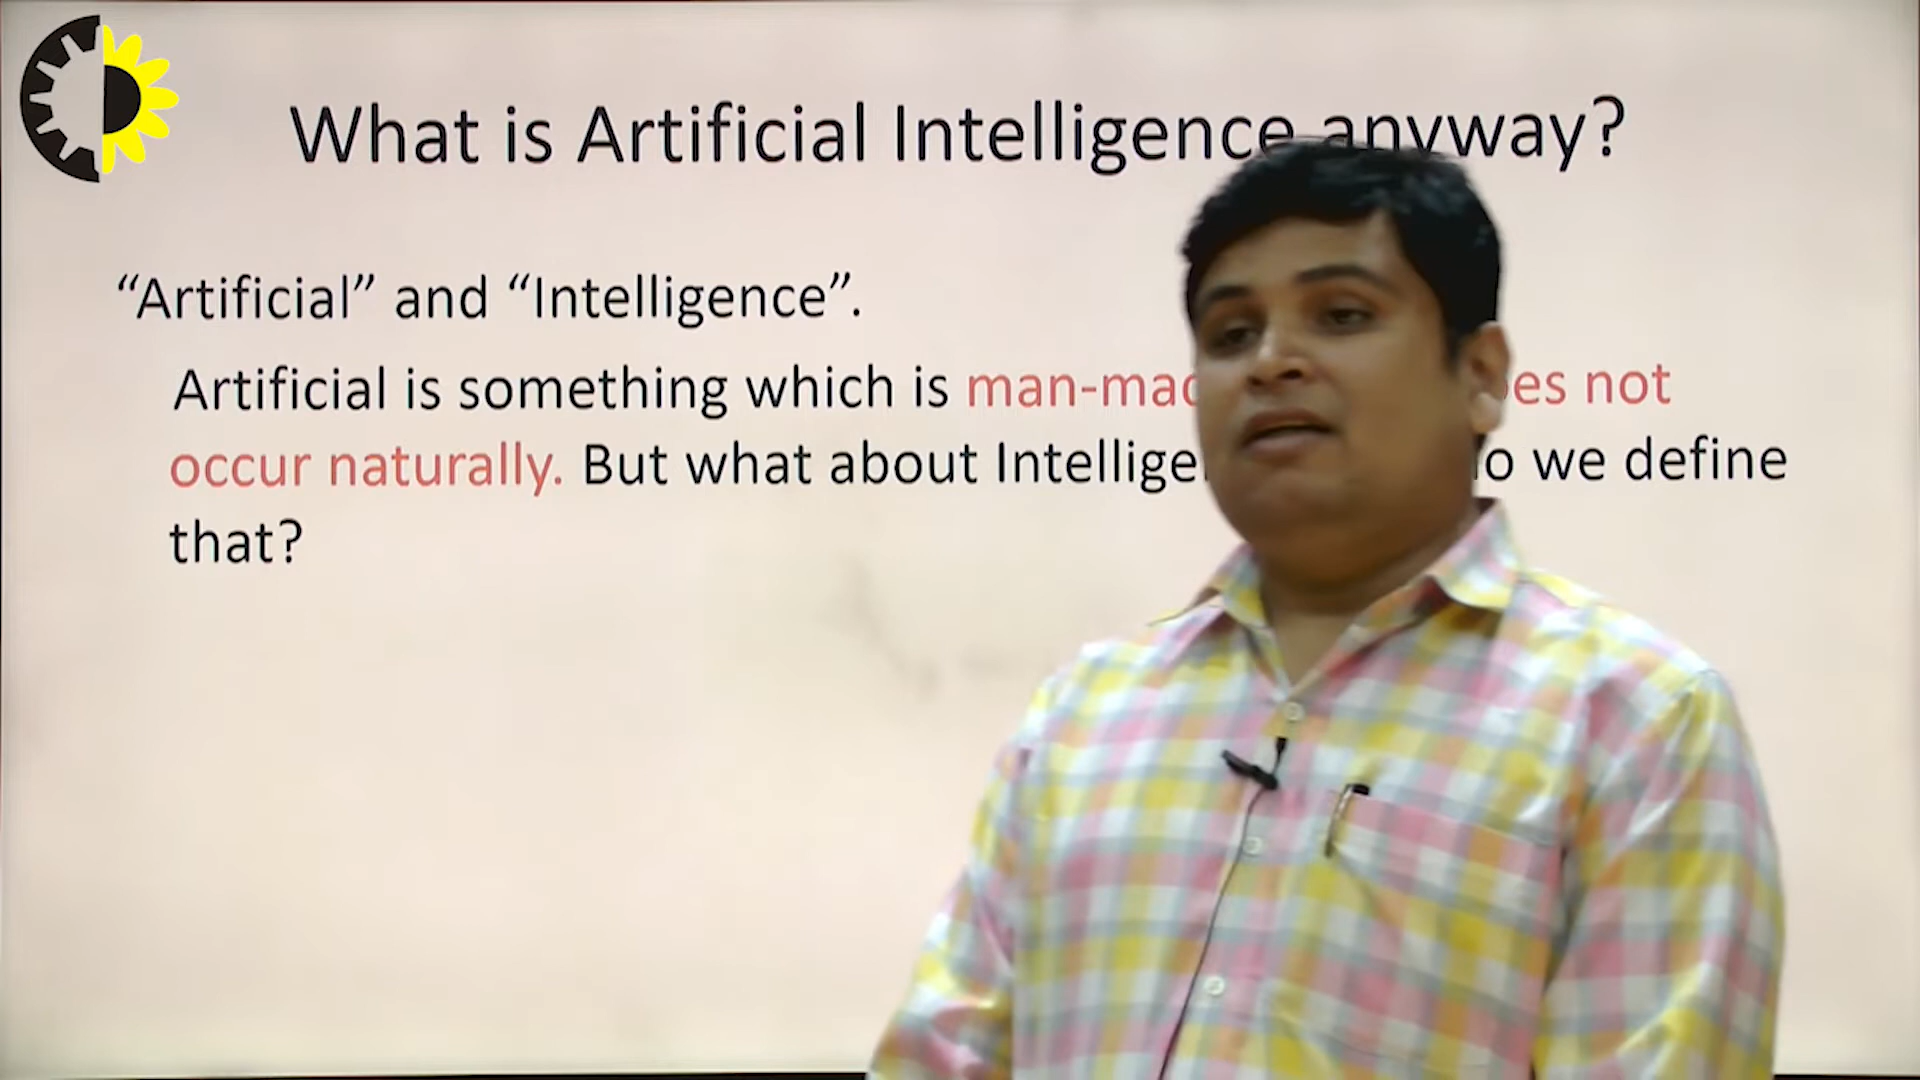 What is Artificial Intelligence anyway?
“Artificial” and “Intelligence”.
Artificial is something which is not
occur naturally. But what about we define
that?